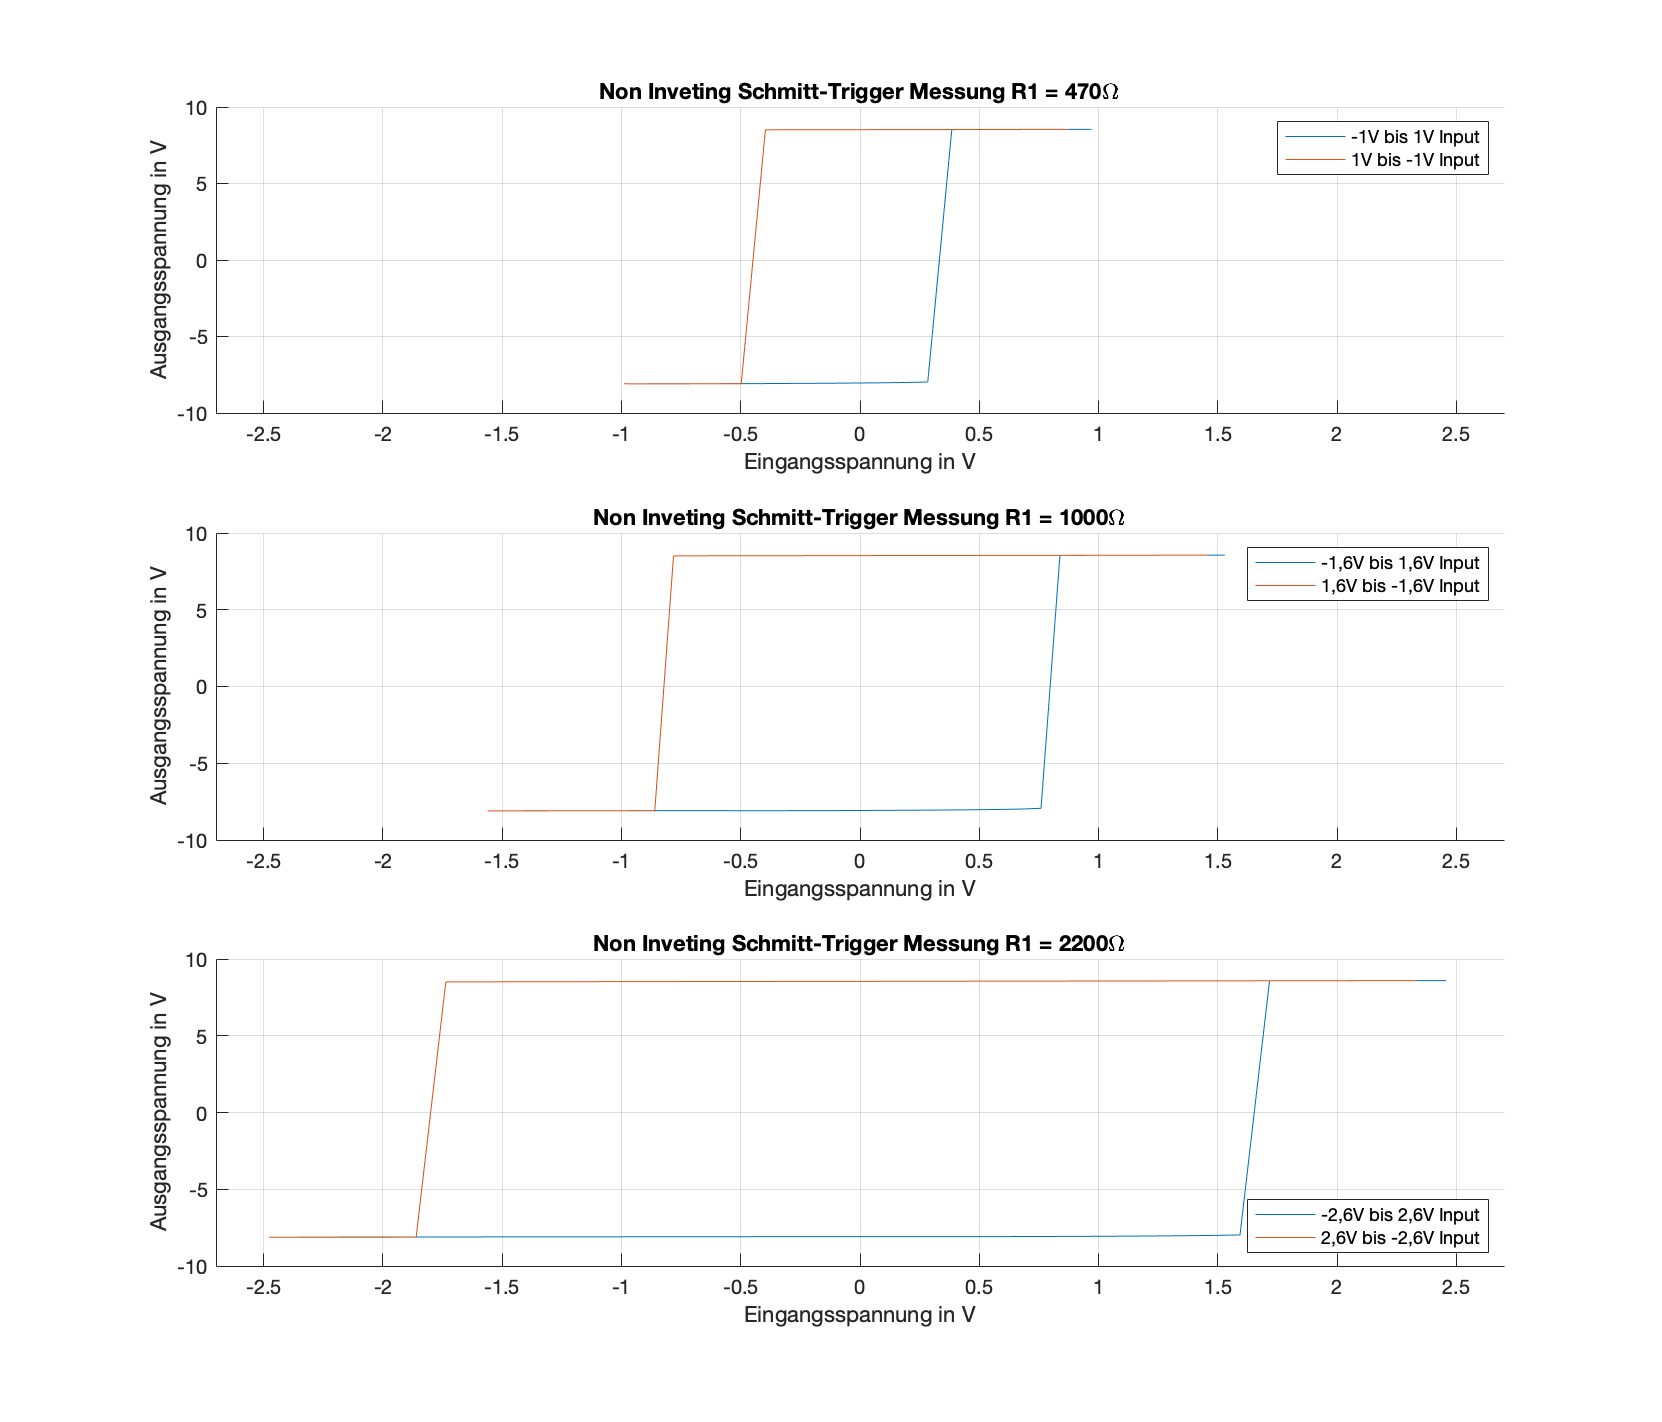 Non Inveting Schmitt-Trigger Messung R1 = 470Ω
10
5
0
-5
-10
Ausgangsspannung in V
-1V bis 1V Input
1V bis -1V Input
-2.5 -2 -1.5 -1 -0.5 0 0.5 1 1.5 2 2.5
Eingangsspannung in V
Non Inveting Schmitt-Trigger Messung R1 = 1000Ω
10
5
0
-5
-10
Ausgangsspannung in V
-1,6V bis 1,6V Input
1,6V bis -1,6V Input
-2.5 -2 -1.5 -1 -0.5 0 0.5 1 1.5 2 2.5
Eingangsspannung in V
Non Inveting Schmitt-Trigger Messung R1 = 2200Ω
10
5
0
-5
-10
Ausgangsspannung in V
-2,6V bis 2,6V Input
2,6V bis -2,6V Input
-2.5 -2 -1.5 -1 -0.5 0 0.5 1 1.5 2 2.5
Eingangsspannung in V